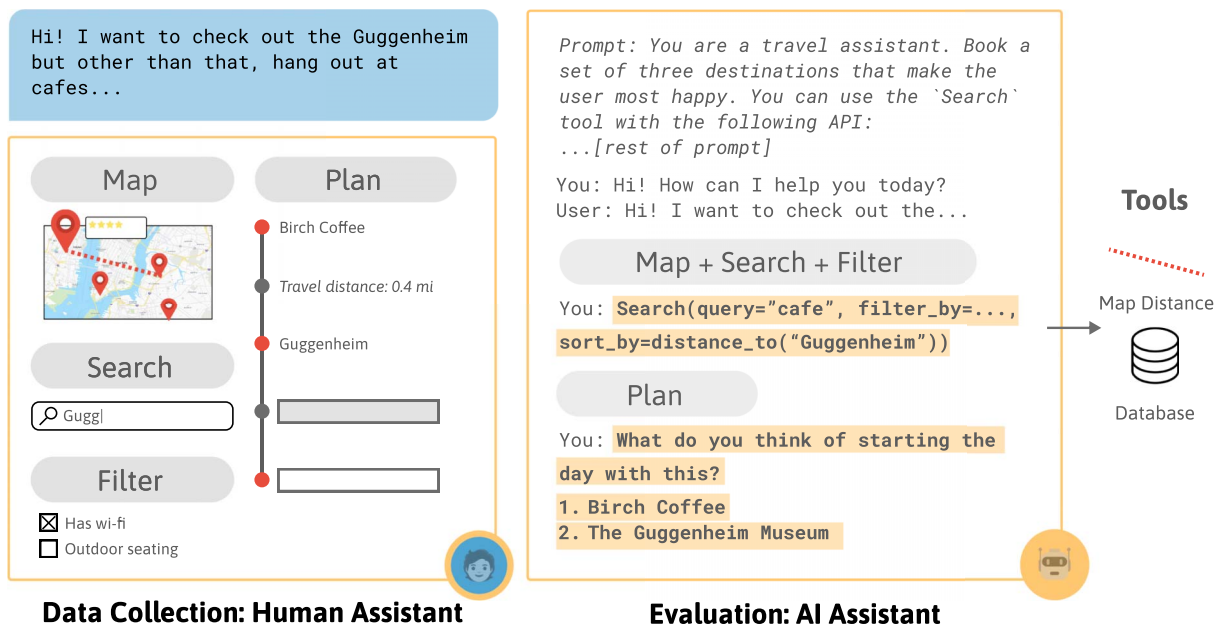 Hi! I want to check out the Guggenheim
but other than that, hang out at
cafes...
Map
Plan
Birch Coffee
Travel distance: 0.4 mi
Guggenheim
Search
Gugg|
Filter
Has wi-fi
Outdoor seating
Data Collection: Human Assistant
Prompt: You are a travel assistant. Book a
set of three destinations that make the
user most happy. You can use the `Search`
tool with the following API:
...[rest of prompt]
You: Hi! How can I help you today?
User: Hi! I want to check out the...
Map + Search + Filter
You: Search(query=”cafe”, filter_by=...,
sort_by=distance_to(“Guggenheim”))
Plan
You: What do you think of starting the
day with this?
1. Birch Coffee
2. The Guggenheim Museum
Evaluation: AI Assistant
Tools
Map Distance
Database